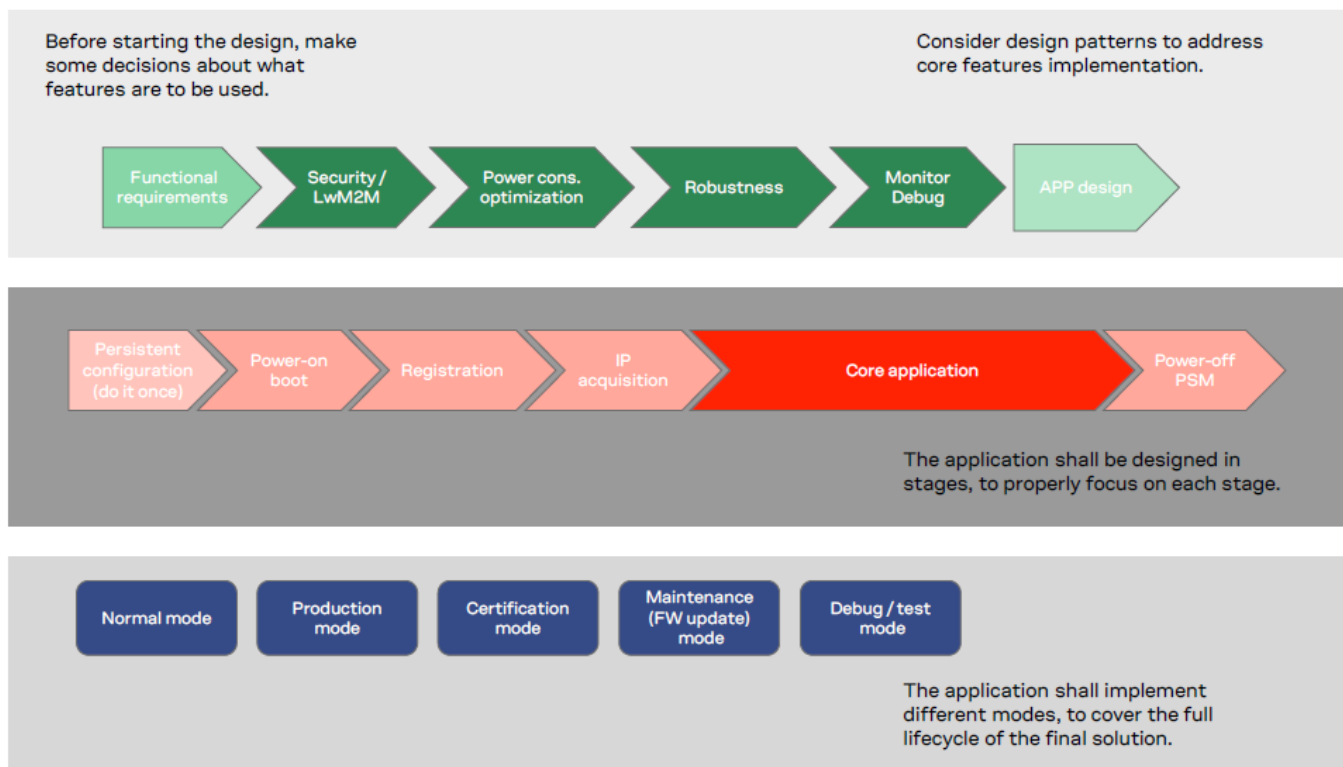 Before starting the design, make
some decisions about what
features are to be used.
Consider design patterns to address
core features implementation.
Functional
requirements
Security /
LwM2M
Power cons.
optimization
Robustness
Monitor
Debug
APP design
Persistent
configuration
(do it once)
Power-on
boot
Registration
IP
acquisition
Core application
Power-off
PSM
The application shall be designed in
stages, to properly focus on each stage.
Normal mode
Production
mode
Certification
mode
Maintenance
(FW update)
mode
Debug / test
mode
The application shall implement
different modes, to cover the full
lifecycle of the final solution.